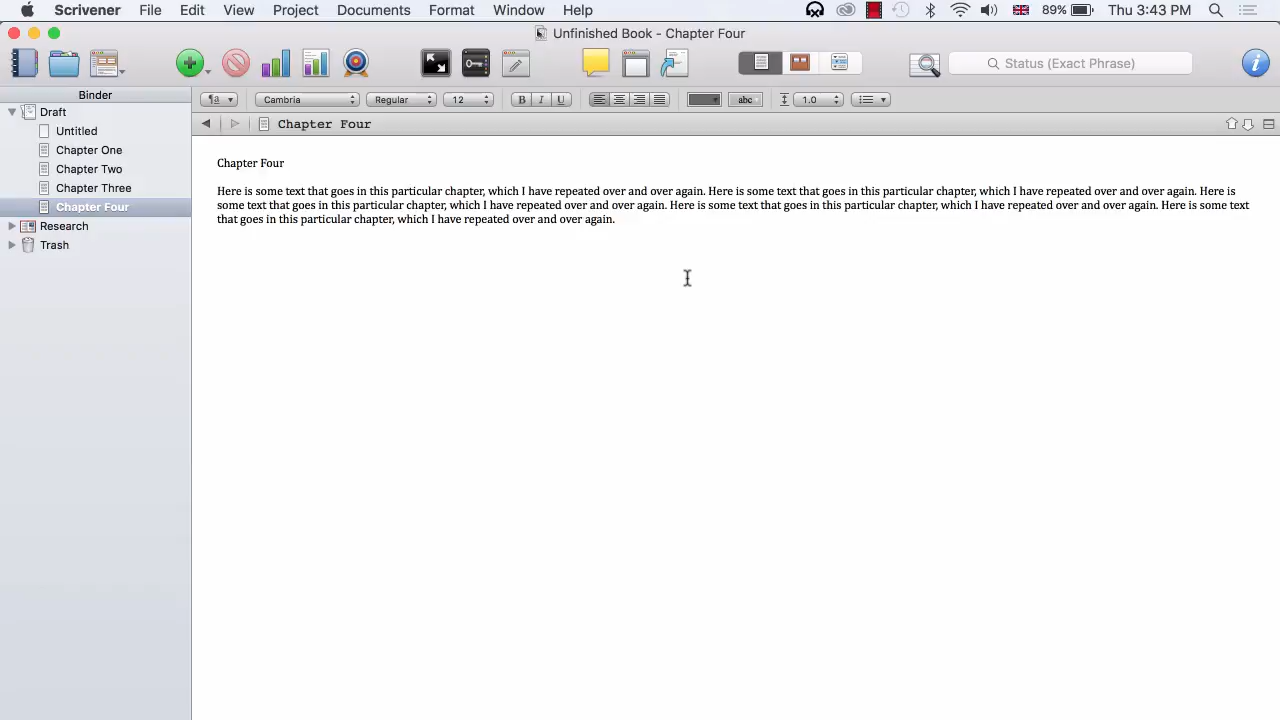 Scrivener File Edit View Project Documents Format Window Help 89% Thu 3:43 PM
Unfinished Book - Chapter Four
Status (Exact Phrase)
Binder
¶a Cambria Regular 12 B I U abc 1.0
Draft
Untitled
Chapter One
Chapter Two
Chapter Three
Chapter Four
Research
Trash
Chapter Four
Chapter Four
Here is some text that goes in this particular chapter, which I have repeated over and over again. Here is some text that goes in this particular chapter, which I have repeated over and over again. Here is
some text that goes in this particular chapter, which I have repeated over and over again. Here is some text that goes in this particular chapter, which I have repeated over and over again. Here is some text
that goes in this particular chapter, which I have repeated over and over again.